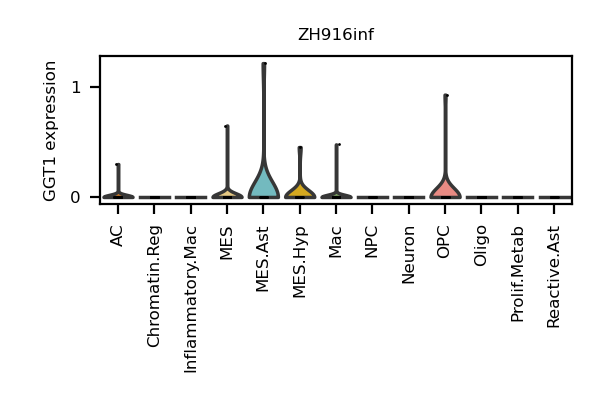 ZH916inf
GGT1 expression
1
0
AC
Chromatin.Reg
Inflammatory.Mac
MES
MES.Ast
MES.Hyp
Mac
NPC
Neuron
OPC
Oligo
Prolif.Metab
Reactive.Ast